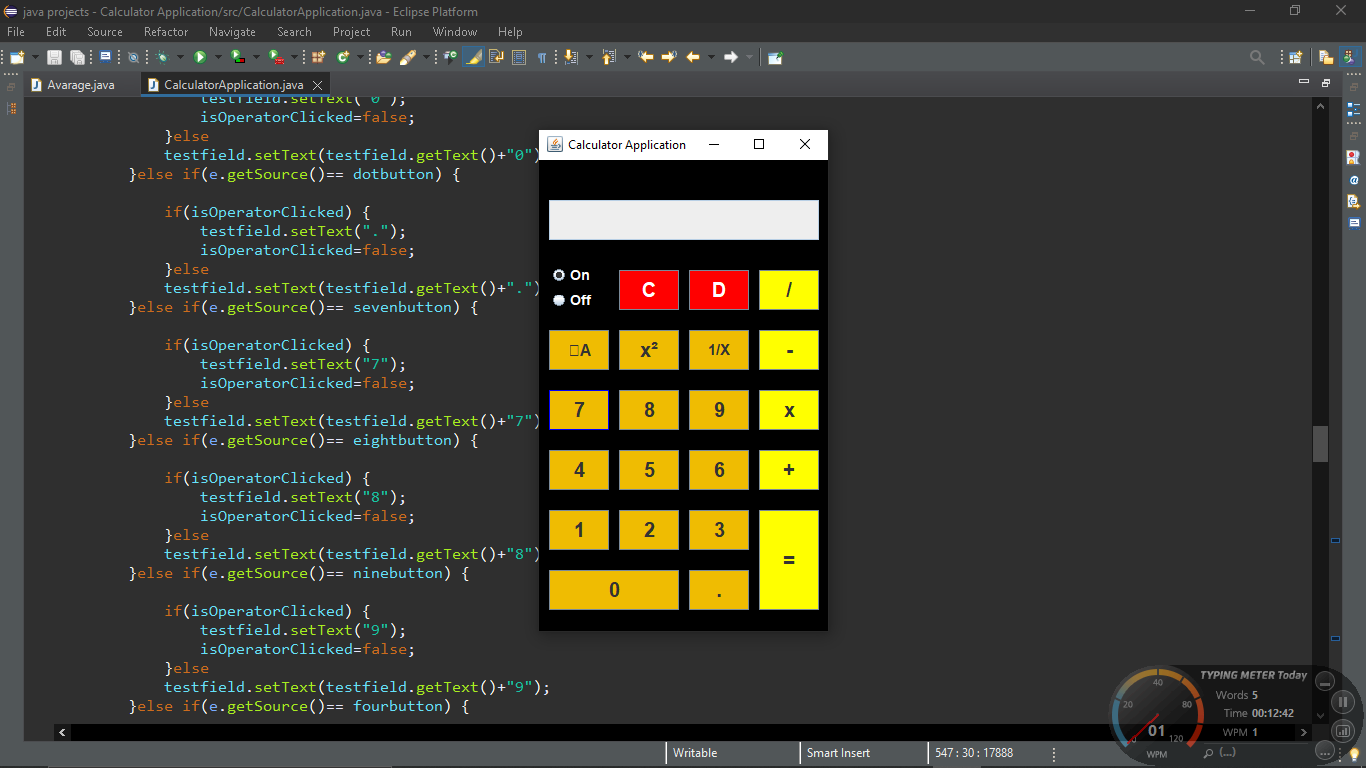 java projects - Calculator Application/src/CalculatorApplication.java - Eclipse Platform
File Edit Source Refactor Navigate Search Project Run Window Help
Avarage.java CalculatorApplication.java
testfield.setText("0");
isOperatorClicked=false;
}else
testfield.setText(testfield.getText()+"0")
}else if(e.getSource()== dotbutton) {
if(isOperatorClicked) {
testfield.setText(".");
isOperatorClicked=false;
}else
testfield.setText(testfield.getText()+".")
}else if(e.getSource()== sevenbutton) {
if(isOperatorClicked) {
testfield.setText("7");
isOperatorClicked=false;
}else
testfield.setText(testfield.getText()+"7")
}else if(e.getSource()== eightbutton) {
if(isOperatorClicked) {
testfield.setText("8");
isOperatorClicked=false;
}else
testfield.setText(testfield.getText()+"8")
}else if(e.getSource()== ninebutton) {
if(isOperatorClicked) {
testfield.setText("9");
isOperatorClicked=false;
}else
testfield.setText(testfield.getText()+"9");
}else if(e.getSource()== fourbutton) {
Calculator Application
On
Off
C D /
▯A x² 1/X -
7 8 9 x
4 5 6 +
1 2 3
=
0 .
TYPING METER Today
Words 5
Time 00:12:42
WPM 1
20 40 80 120
0
01
WPM
(...)
Writable Smart Insert 547 : 30 : 17888